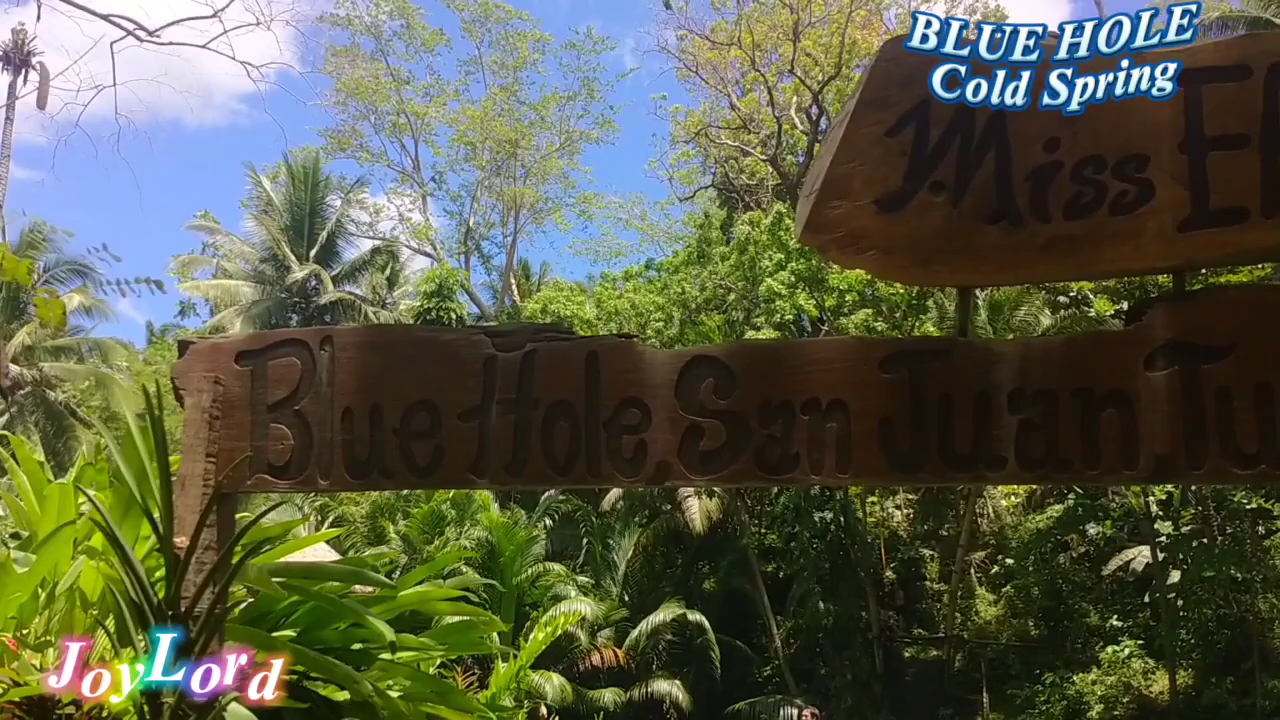 BLUE HOLE
Cold Spring
Miss
Blue Hole, San Juan,
JoyLord